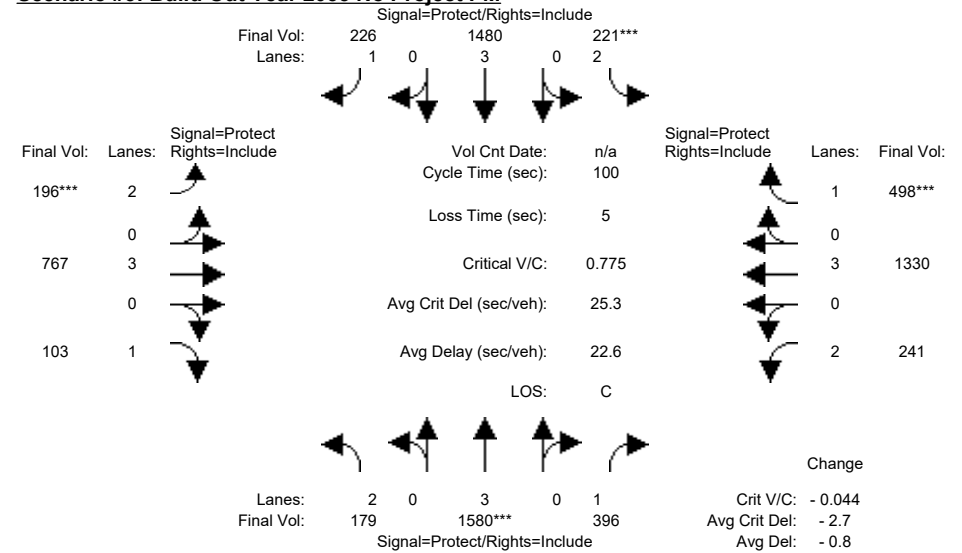 Signal=Protect/Rights=Include
Final Vol: 226 1480 221***
Lanes: 1 0 3 0 2
Signal=Protect Signal=Protect
Final Vol: Lanes: Rights=Include Vol Cnt Date: n/a Rights=Include Lanes: Final Vol:
Cycle Time (sec): 100
196*** 2 1 498***
Loss Time (sec): 5
0 0
767 3 Critical V/C: 0.775 3 1330
0 Avg Crit Del (sec/veh): 25.3 0
103 1 Avg Delay (sec/veh): 22.6 2 241
LOS: C
Change
Lanes: 2 0 3 0 1 Crit V/C: - 0.044
Final Vol: 179 1580*** 396 Avg Crit Del: - 2.7
Signal=Protect/Rights=Include Avg Del: - 0.8